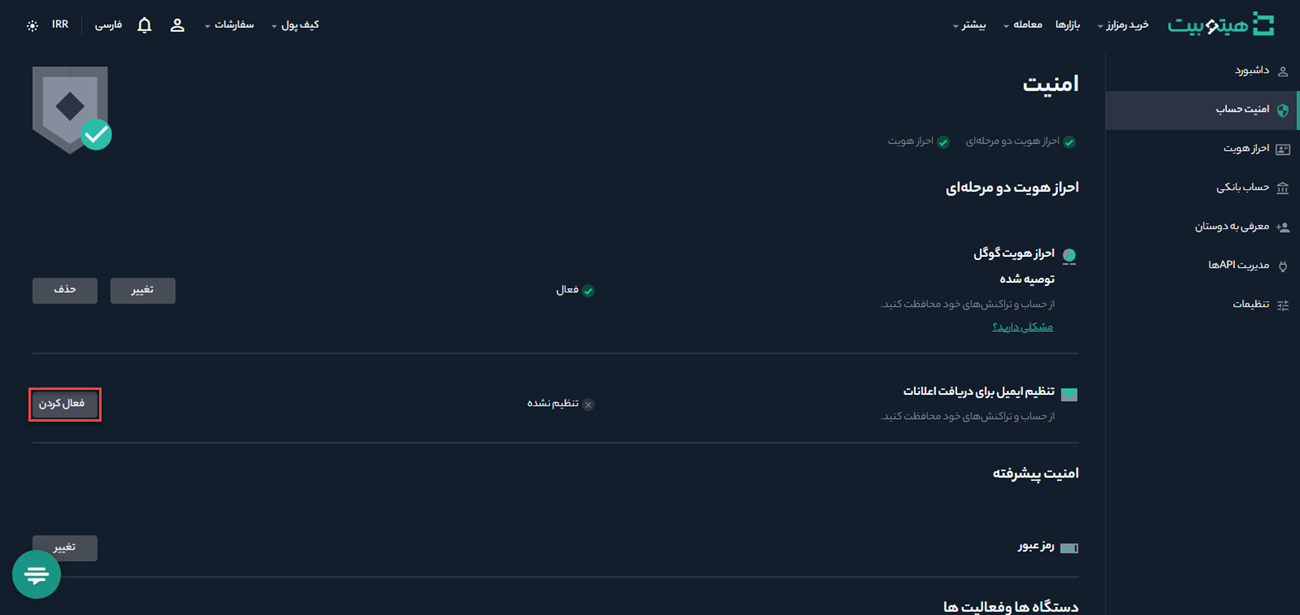 هیتوبیت
خرید رمزارز
بازارها
معامله
بیشتر
کیف پول
سفارشات
فارسی
IRR
داشبورد
امنیت حساب
احراز هویت
حساب بانکی
معرفی به دوستان
مدیریت APIها
تنظیمات
امنیت
احراز هویت دو مرحله‌ای
احراز هویت
احراز هویت دو مرحله‌ای
احراز هویت گوگل
توصیه شده
از حساب و تراکنش‌های خود محافظت کنید.
مشکلی دارید؟
فعال
تغییر
حذف
تنظیم ایمیل برای دریافت اعلانات
از حساب و تراکنش‌های خود محافظت کنید.
تنظیم نشده
فعال کردن
امنیت پیشرفته
رمز عبور
تغییر
دستگاه ها وفعالیت ها